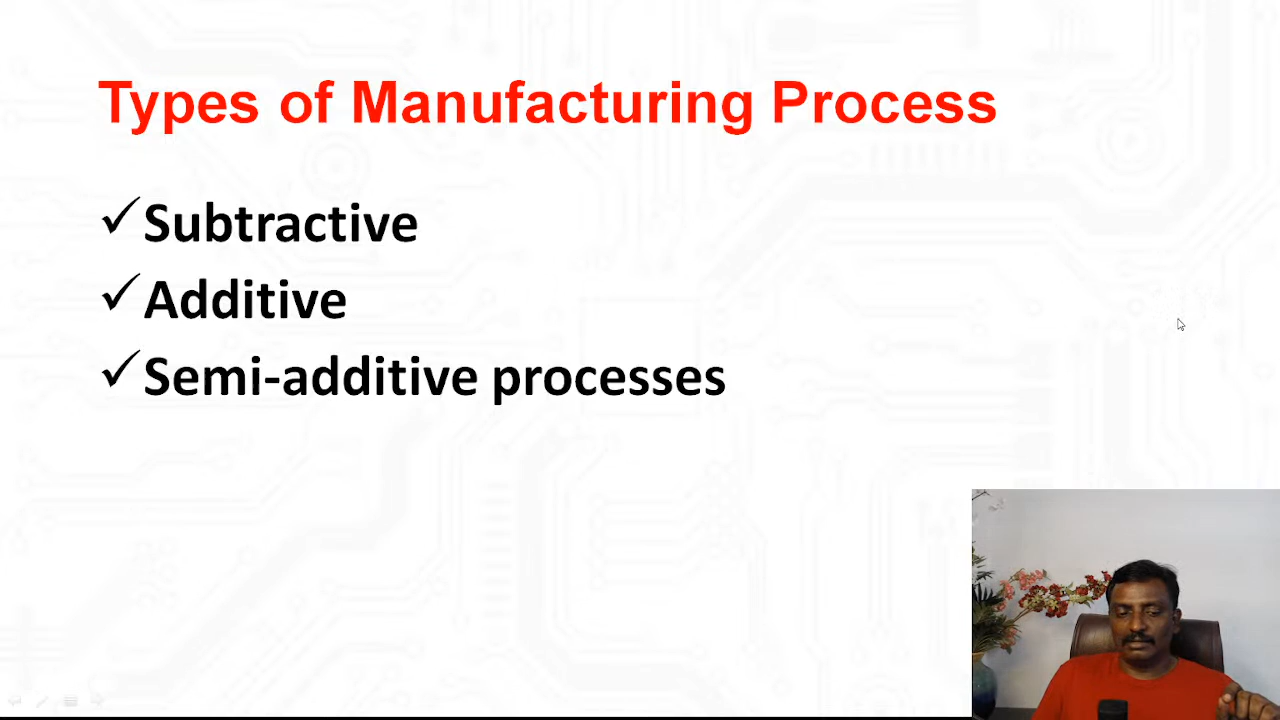 Types of Manufacturing Process
✓Subtractive
✓Additive
✓Semi-additive processes